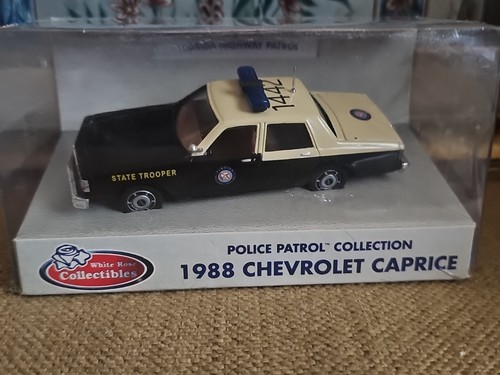 HIGHWAY PATROL
1442
STATE TROOPER
POLICE PATROL™ COLLECTION
1988 CHEVROLET CAPRICE
White Rose
Collectibles